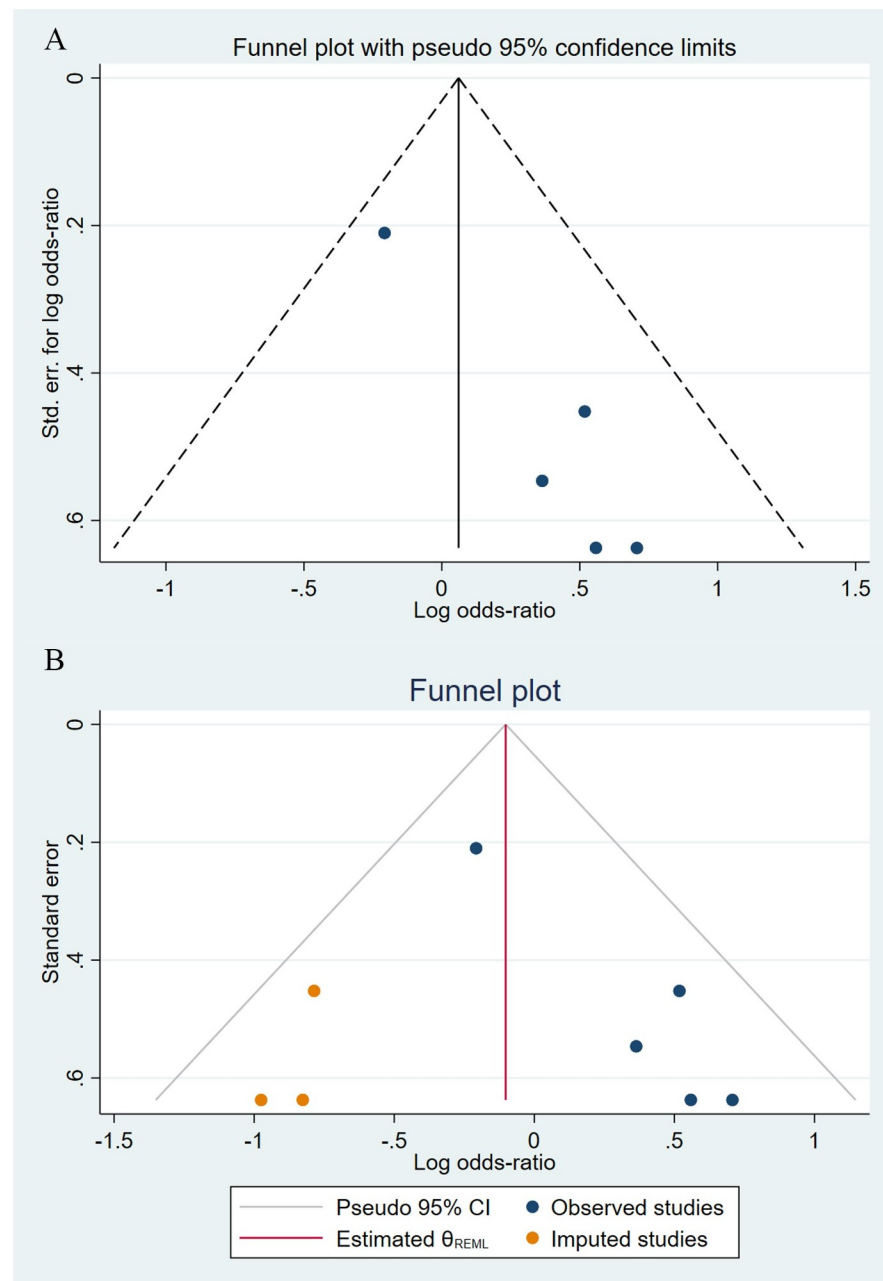 A
Funnel plot with pseudo 95% confidence limits
Std. err. for log odds-ratio
0
.2
.4
.6
-1
-.5
0
.5
1
1.5
Log odds-ratio
B
Funnel plot
Standard error
0
.2
.4
.6
-1.5
-1
-.5
0
.5
1
Log odds-ratio
Pseudo 95% CI
Observed studies
Estimated θREML
Imputed studies